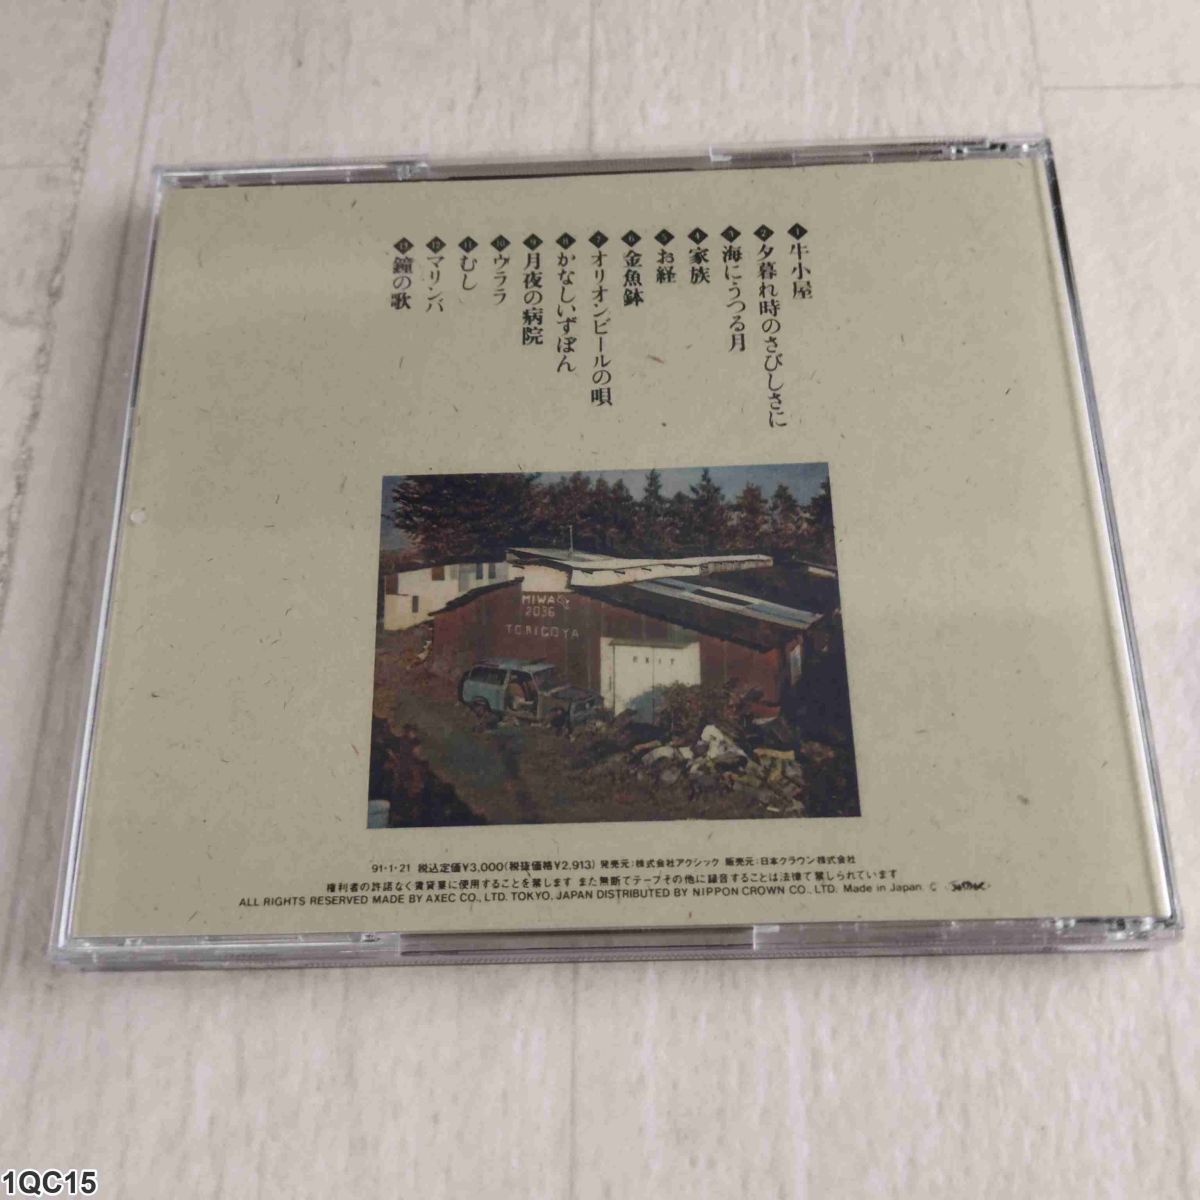 1 牛小屋
2 夕暮れ時のさびしさに
3 海にうつる月
4 家族
5 お経
6 金魚鉢
7 オリオンビールの唄
8 かなしいずぼん
9 月夜の病院
10 ウララ
11 むし
12 マリンバ
13 鐘の歌
MIWA
2036
TORIGOYA
EXIT
91・1・21 税込定価¥3,000(税抜価格¥2,913) 発売元:株式会社アクシック 販売元:日本クラウン株式会社
権利者の許諾なく賃貸業に使用することを禁します また無断でテープその他に録音することは法律で禁じられています
ALL RIGHTS RESERVED MADE BY AXEC CO., LTD. TOKYO, JAPAN DISTRIBUTED BY NIPPON CROWN CO., LTD. Made in Japan.
1QC15